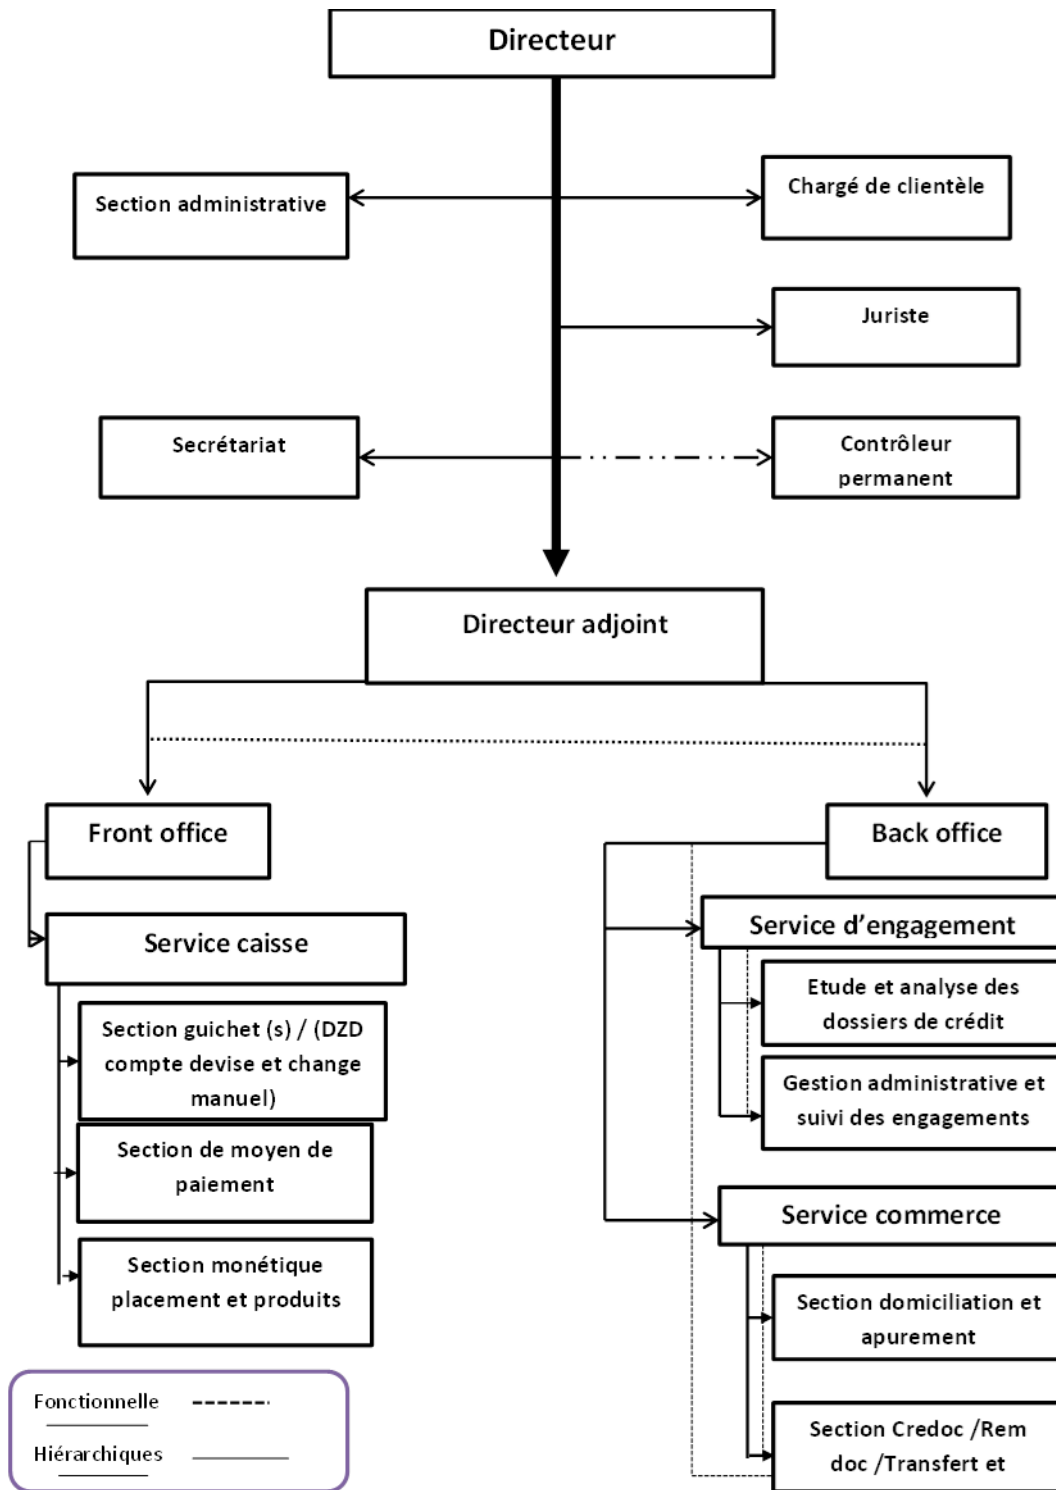 Directeur
Section administrative
Chargé de clientèle
Juriste
Secrétariat
Contrôleur
permanent
Directeur adjoint
Front office
Service caisse
Section guichet (s) / (DZD
compte devise et change
manuel)
Section de moyen de
paiement
Section monétique
placement et produits
Back office
Service d’engagement
Etude et analyse des
dossiers de crédit
Gestion administrative et
suivi des engagements
Service commerce
Section domiciliation et
apurement
Section Credoc /Rem
doc /Transfert et
Fonctionnelle
Hiérarchiques